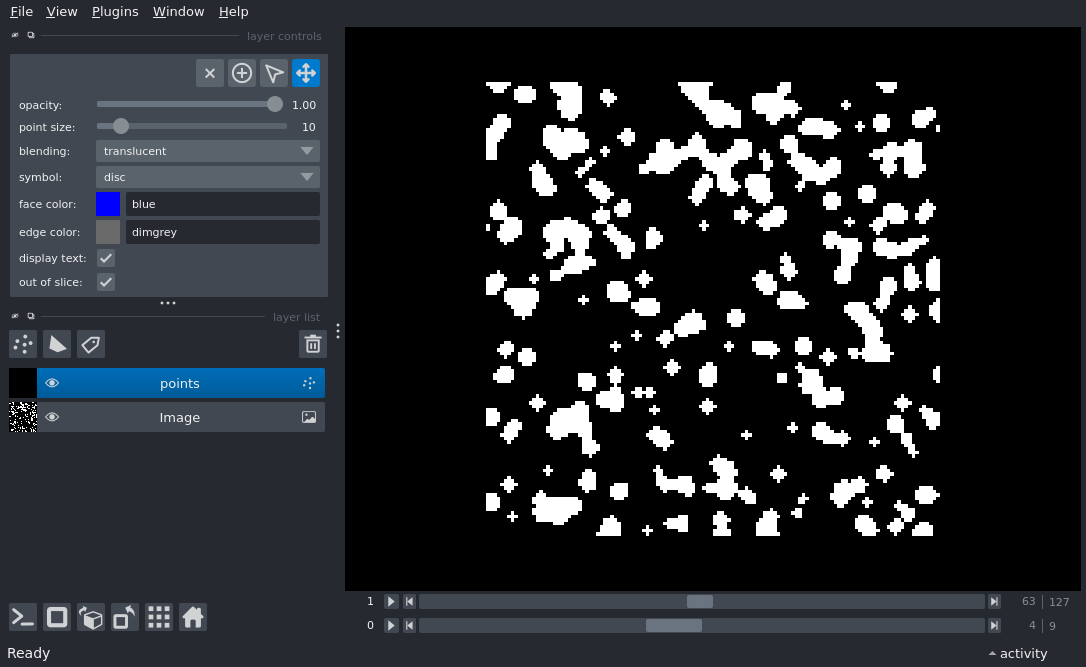 File View Plugins Window Help
layer controls
opacity: 1.00
point size: 10
blending: translucent
symbol: disc
face color: blue
edge color: dimgrey
display text:
out of slice:
layer list
points
Image
1 63 127
0 4 9
Ready activity